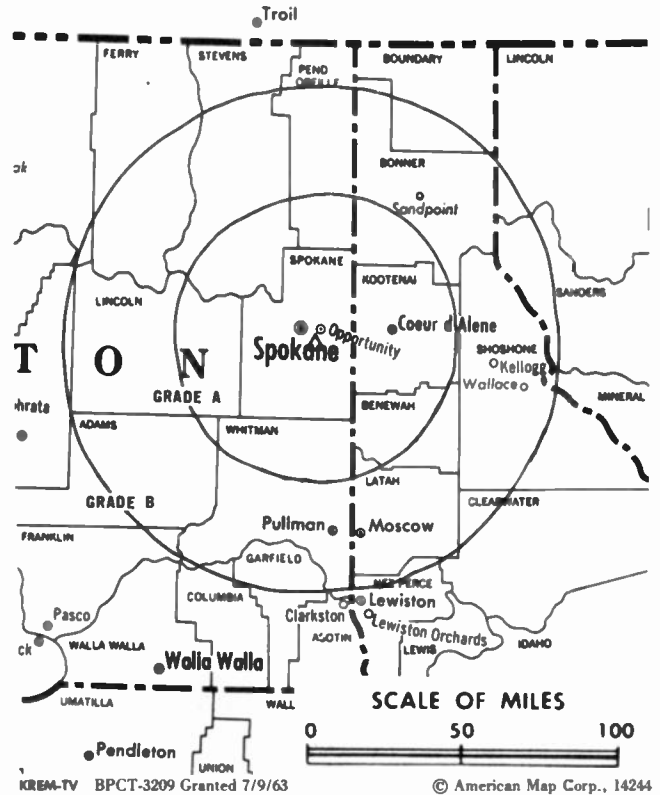 Troil
FERRY
STEVENS
PEND OREILLE
BOUNDARY
LINCOLN
BONNER
ak
Sandpoint
SPOKANE
KOOTENAI
LINCOLN
SANDERS
Spokane
Opportunity
Coeur d'Alene
T O N
SHOSHONE
Kellogg
Wallace
GRADE A
MINERAL
hrata
ADAMS
WHITMAN
BENEWAH
LATAH
GRADE B
CLEARWATER
Pullman
Moscow
FRANKLIN
GARFIELD
NEZ PERCE
COLUMBIA
Clarkston
Lewiston
Pasco
ck
WALLA WALLA
ASOTIN
Lewiston Orchards
LEWIS
IDAHO
Walla Walla
UMATILLA
WALL
SCALE OF MILES
0 50 100
Pendleton
UNION
KREM-TV BPCT-3209 Granted 7/9/63
© American Map Corp., 14244